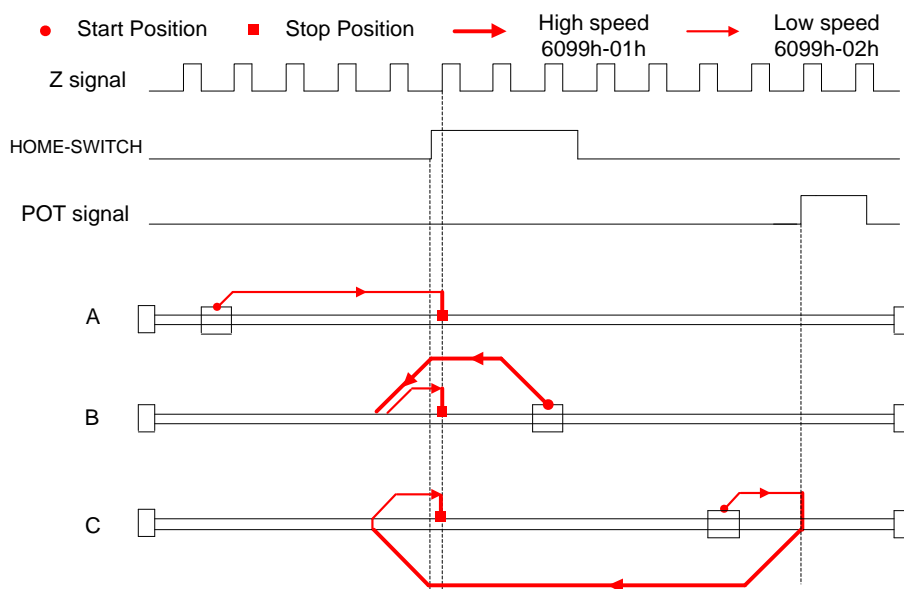 Start Position
Stop Position
High speed
6099h-01h
Low speed
6099h-02h
Z signal
HOME-SWITCH
POT signal
A
B
C